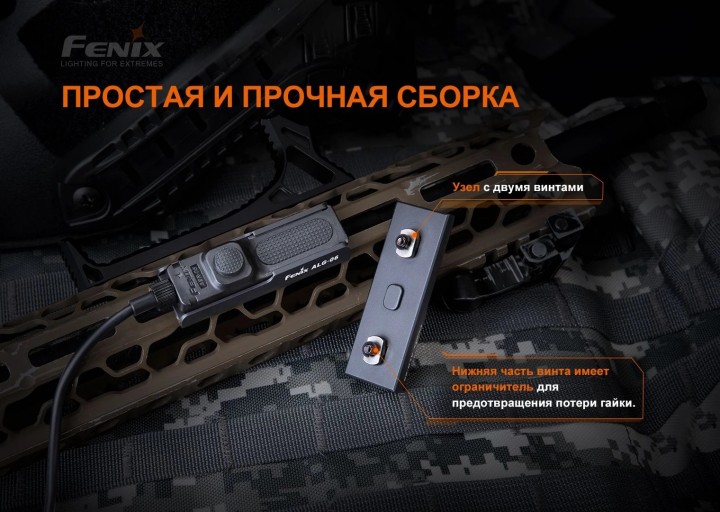 FENIX
LIGHTING FOR EXTREMES
ПРОСТАЯ И ПРОЧНАЯ СБОРКА
Узел с двумя винтами
FENIX ALG-06
Нижняя часть винта имеет
ограничитель для
предотвращения потери гайки.